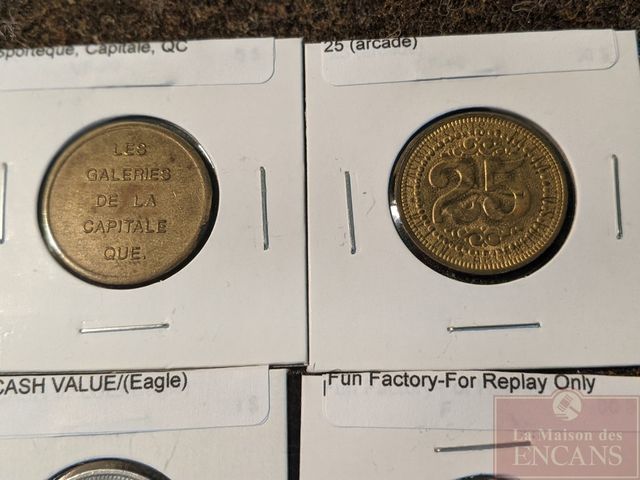 sporteque, Capitale, QC
25 (arcade)
LES
GALERIES
DE LA
CAPITALE
QUE.
25
CASH VALUE/(Eagle)
Fun Factory-For Replay Only
La Maison des
ENCANS